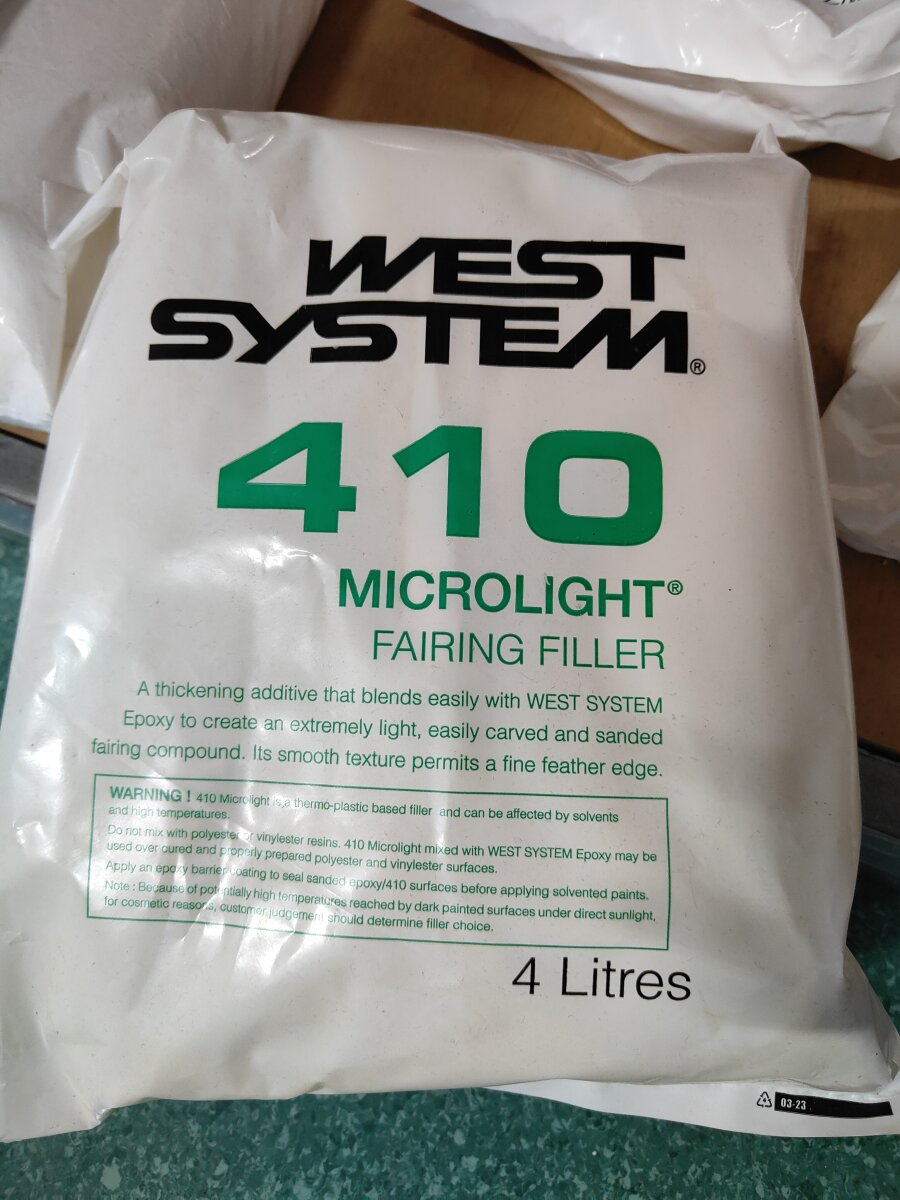 WEST
SYSTEM®
410
MICROLIGHT®
FAIRING FILLER
A thickening additive that blends easily with WEST SYSTEM
Epoxy to create an extremely light, easily carved and sanded
fairing compound. Its smooth texture permits a fine feather edge.
WARNING ! 410 Microlight is a thermo-plastic based filler and can be affected by solvents
and high temperatures.
Do not mix with polyester or vinylester resins. 410 Microlight mixed with WEST SYSTEM Epoxy may be
used over cured and properly prepared polyester and vinylester surfaces.
Apply an epoxy barrier coating to seal sanded epoxy/410 surfaces before applying solvented paints.
Note : Because of potentially high temperatures reached by dark painted surfaces under direct sunlight,
for cosmetic reasons, customer judgement should determine filler choice.
4 Litres
03-23